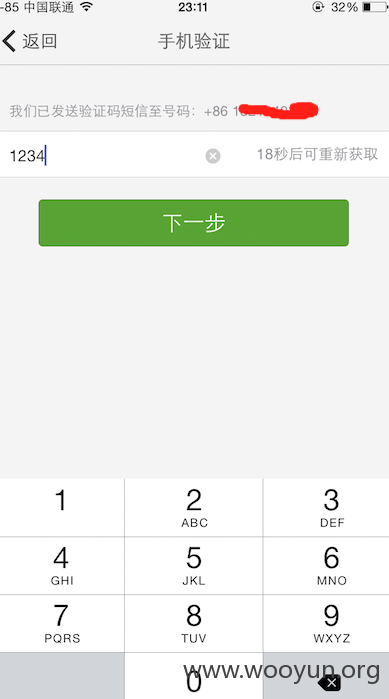 -85 中国联通 23:11 32%
返回 手机验证
我们已发送验证码短信至号码：+86
1234 18秒后可重新获取
下一步
1 2 3
ABC DEF
4 5 6
GHI JKL MNO
7 8 9
PQRS TUV WXYZ
0
www.wooyun.org